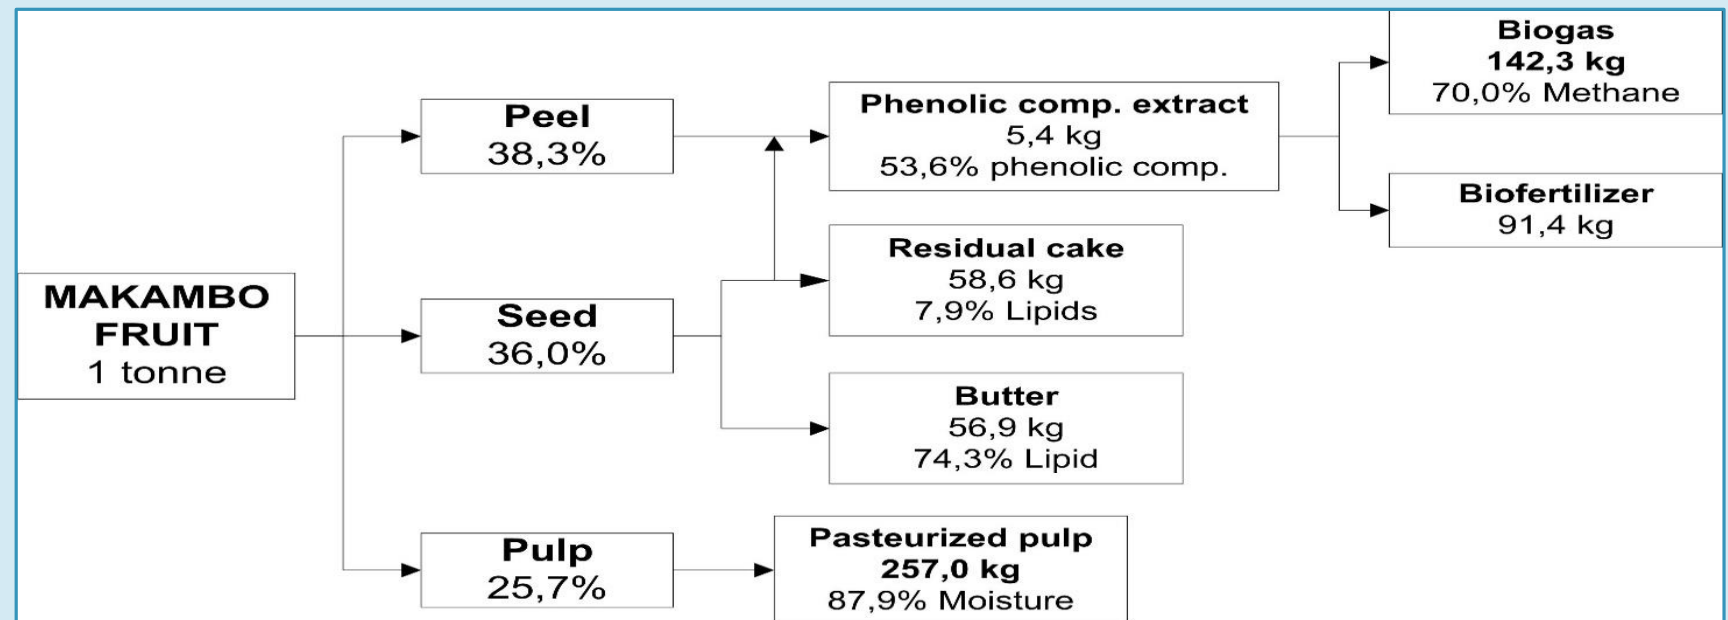 MAKAMBO
FRUIT
1 tonne
Peel
38,3%
Seed
36,0%
Pulp
25,7%
Phenolic comp. extract
5,4 kg
53,6% phenolic comp.
Residual cake
58,6 kg
7,9% Lipids
Butter
56,9 kg
74,3% Lipid
Pasteurized pulp
257,0 kg
87,9% Moisture
Biogas
142,3 kg
70,0% Methane
Biofertilizer
91,4 kg